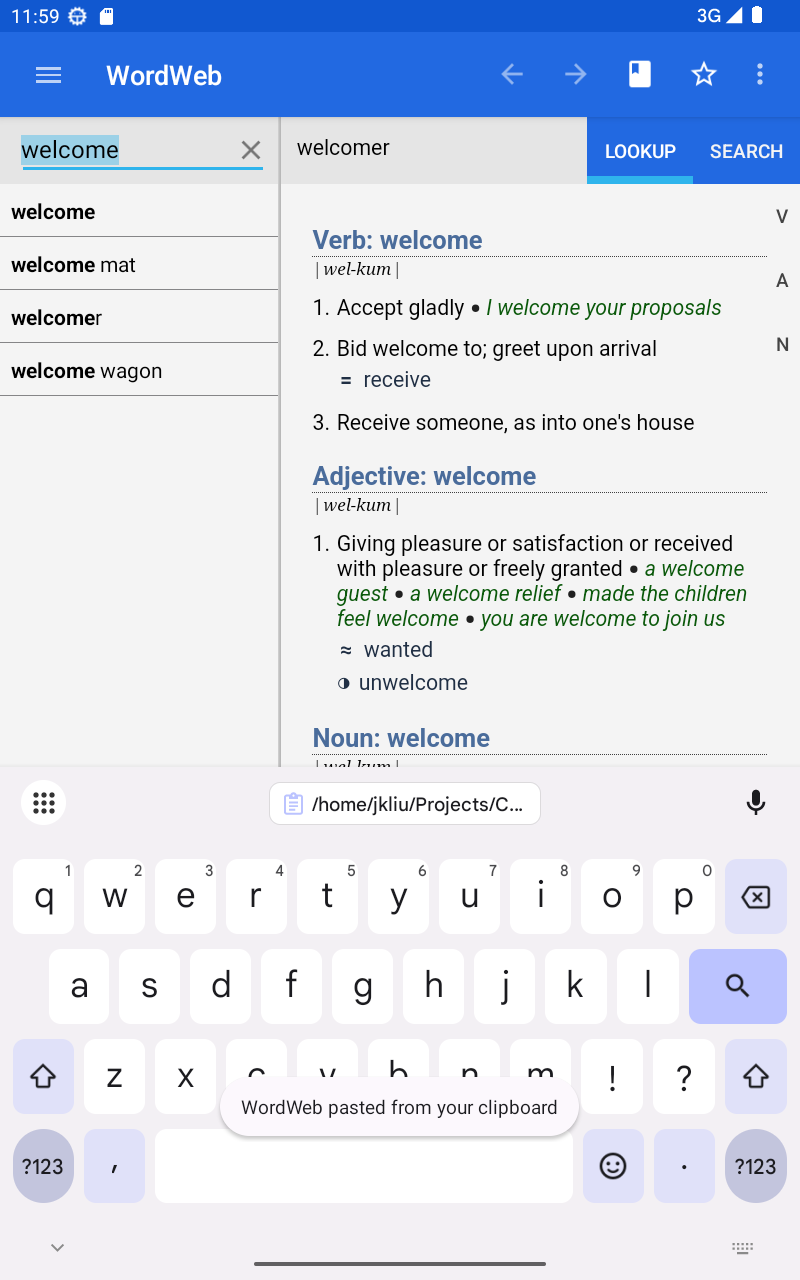 11:59
3G
WordWeb
welcome
welcomer
LOOKUP
SEARCH
welcome
welcome mat
welcomer
welcome wagon
V
A
N
Verb: welcome
| wel-kum |
1. Accept gladly • I welcome your proposals
2. Bid welcome to; greet upon arrival
= receive
3. Receive someone, as into one's house
Adjective: welcome
| wel-kum |
1. Giving pleasure or satisfaction or received
with pleasure or freely granted • a welcome
guest • a welcome relief • made the children
feel welcome • you are welcome to join us
≈ wanted
◑ unwelcome
Noun: welcome
| wel-kum |
/home/jkliu/Projects/C...
q 1 w 2 e 3 r 4 t 5 y 6 u 7 i 8 o 9 p 0
a s d f g h j k l
z x c v b n m ! ?
WordWeb pasted from your clipboard
?123 , . ?123